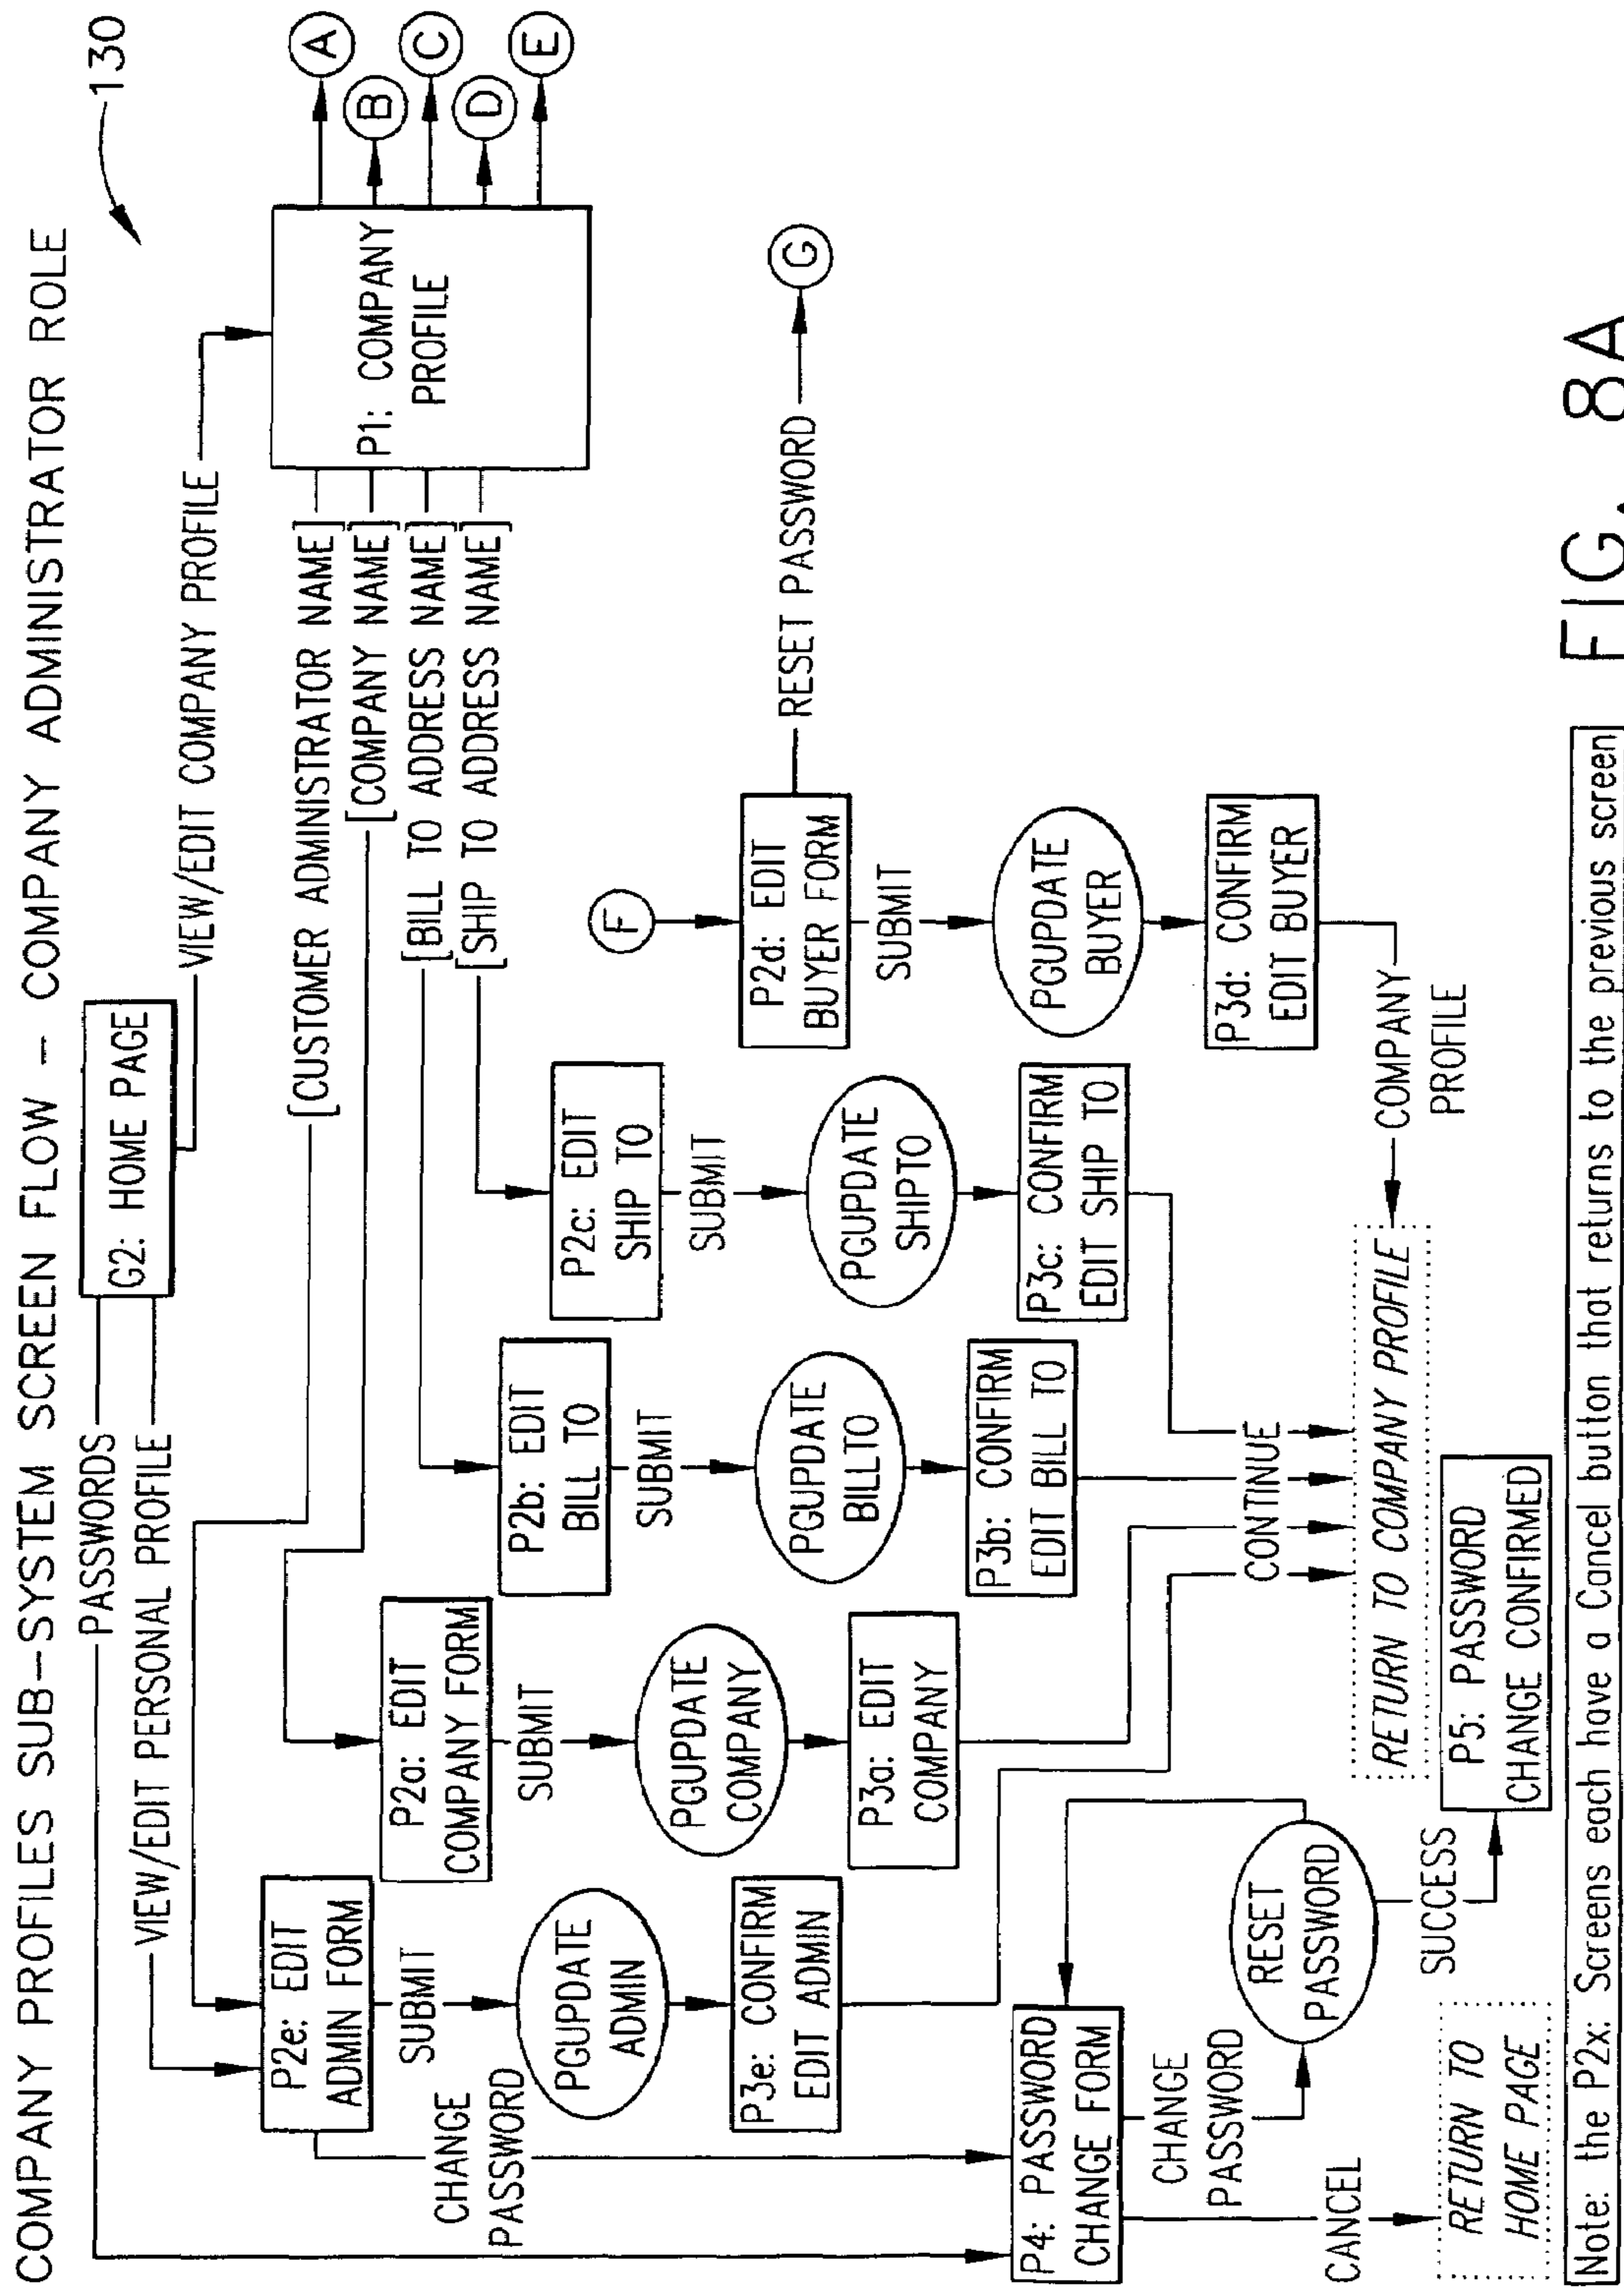 COMPANY PROFILES SUB-SYSTEM SCREEN FLOW - COMPANY ADMINISTRATOR ROLE
130
G2: HOME PAGE
PASSWORDS
VIEW/EDIT PERSONAL PROFILE
VIEW/EDIT COMPANY PROFILE
P1: COMPANY
PROFILE
A
B
C
D
E
[CUSTOMER ADMINISTRATOR NAME]
[COMPANY NAME]
[BILL TO ADDRESS NAME]
[SHIP TO ADDRESS NAME]
P2e: EDIT
ADMIN FORM
SUBMIT
PGUPDATE
ADMIN
P3e: CONFIRM
EDIT ADMIN
CHANGE
PASSWORD
P2a: EDIT
COMPANY FORM
SUBMIT
PGUPDATE
COMPANY
P3a: EDIT
COMPANY
P2b: EDIT
BILL TO
SUBMIT
PGUPDATE
BILLTO
P3b: CONFIRM
EDIT BILL TO
P2c: EDIT
SHIP TO
SUBMIT
PGUPDATE
SHIPTO
P3c: CONFIRM
EDIT SHIP TO
F
P2d: EDIT
BUYER FORM
RESET PASSWORD
G
SUBMIT
PGUPDATE
BUYER
P3d: CONFIRM
EDIT BUYER
COMPANY
PROFILE
CONTINUE
RETURN TO COMPANY PROFILE
P4: PASSWORD
CHANGE FORM
CHANGE
PASSWORD
RESET
PASSWORD
SUCCESS
P5: PASSWORD
CHANGE CONFIRMED
CANCEL
RETURN TO
HOME PAGE
Note: the P2x: Screens each have a Cancel button that returns to the previous screen
FIG. 8A